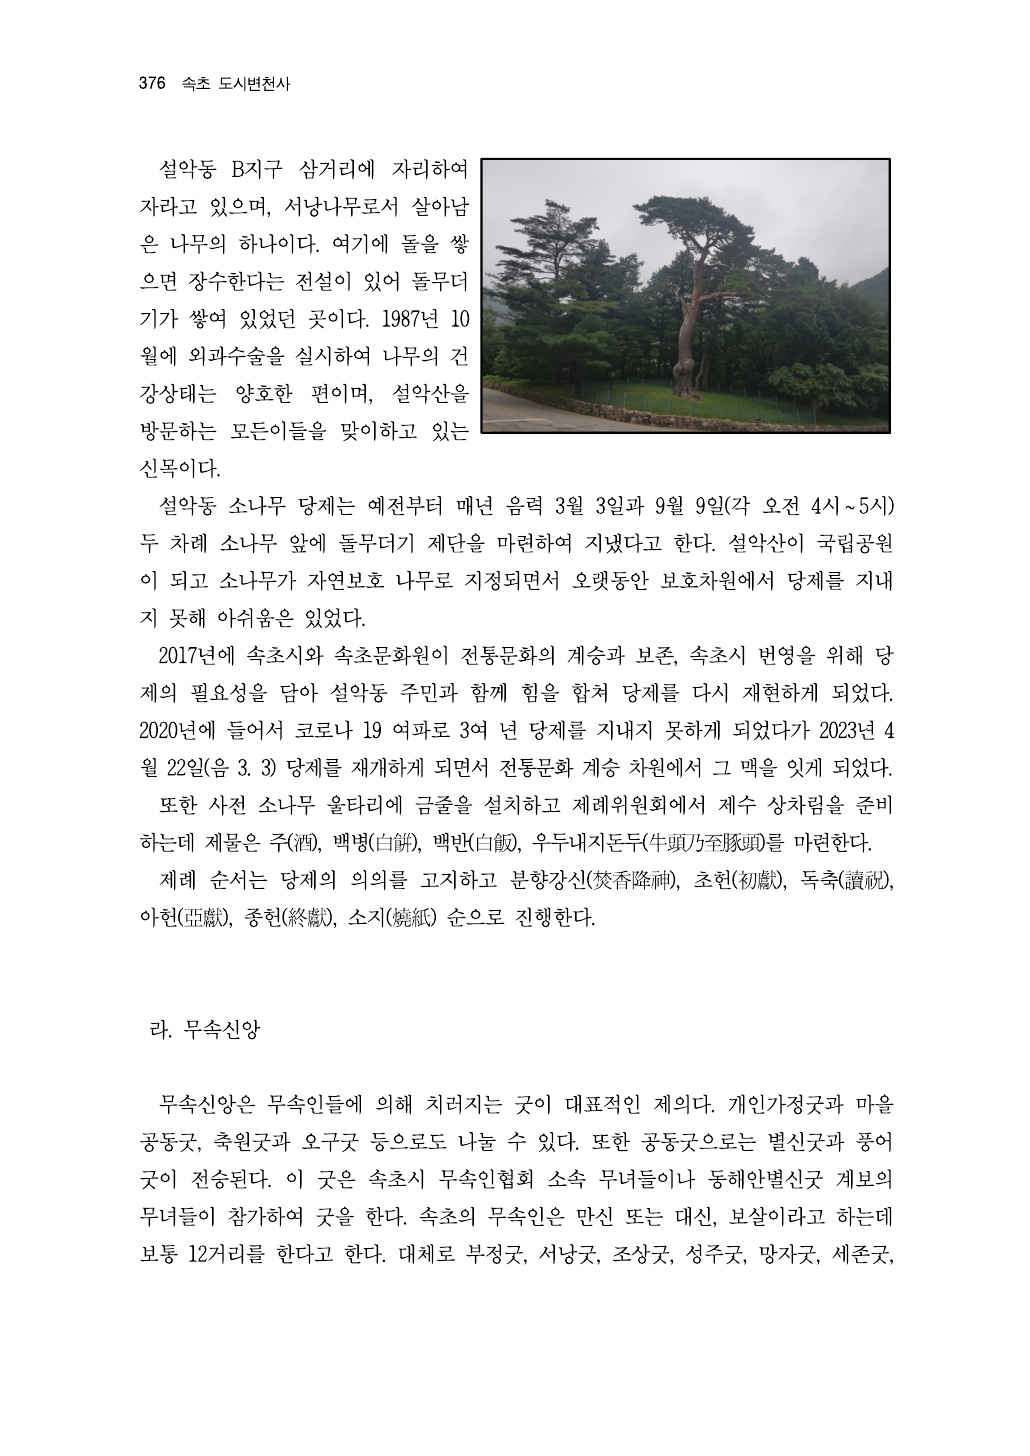 376 속초 도시변천사
설악동 B지구 삼거리에 자리하여
자라고 있으며, 서낭나무로서 살아남
은 나무의 하나이다. 여기에 돌을 쌓
으면 장수한다는 전설이 있어 돌무더
기가 쌓여 있었던 곳이다. 1987년 10
월에 외과수술을 실시하여 나무의 건
강상태는 양호한 편이며, 설악산을
방문하는 모든이들을 맞이하고 있는
신목이다.
설악동 소나무 당제는 예전부터 매년 음력 3월 3일과 9월 9일(각 오전 4시~5시)
두 차례 소나무 앞에 돌무더기 제단을 마련하여 지냈다고 한다. 설악산이 국립공원
이 되고 소나무가 자연보호 나무로 지정되면서 오랫동안 보호차원에서 당제를 지내
지 못해 아쉬움은 있었다.
2017년에 속초시와 속초문화원이 전통문화의 계승과 보존, 속초시 번영을 위해 당
제의 필요성을 담아 설악동 주민과 함께 힘을 합쳐 당제를 다시 재현하게 되었다.
2020년에 들어서 코로나 19 여파로 3여 년 당제를 지내지 못하게 되었다가 2023년 4
월 22일(음 3. 3) 당제를 재개하게 되면서 전통문화 계승 차원에서 그 맥을 잇게 되었다.
또한 사전 소나무 울타리에 금줄을 설치하고 제례위원회에서 제수 상차림을 준비
하는데 제물은 주(酒), 백병(白餠), 백반(白飯), 우두내지돈두(牛頭乃至豚頭)를 마련한다.
제례 순서는 당제의 의의를 고지하고 분향강신(焚香降神), 초헌(初獻), 독축(讀祝),
아헌(亞獻), 종헌(終獻), 소지(燒紙) 순으로 진행한다.
라. 무속신앙
무속신앙은 무속인들에 의해 치러지는 굿이 대표적인 제의다. 개인가정굿과 마을
공동굿, 축원굿과 오구굿 등으로도 나눌 수 있다. 또한 공동굿으로는 별신굿과 풍어
굿이 전승된다. 이 굿은 속초시 무속인협회 소속 무녀들이나 동해안별신굿 계보의
무녀들이 참가하여 굿을 한다. 속초의 무속인은 만신 또는 대신, 보살이라고 하는데
보통 12거리를 한다고 한다. 대체로 부정굿, 서낭굿, 조상굿, 성주굿, 망자굿, 세존굿,